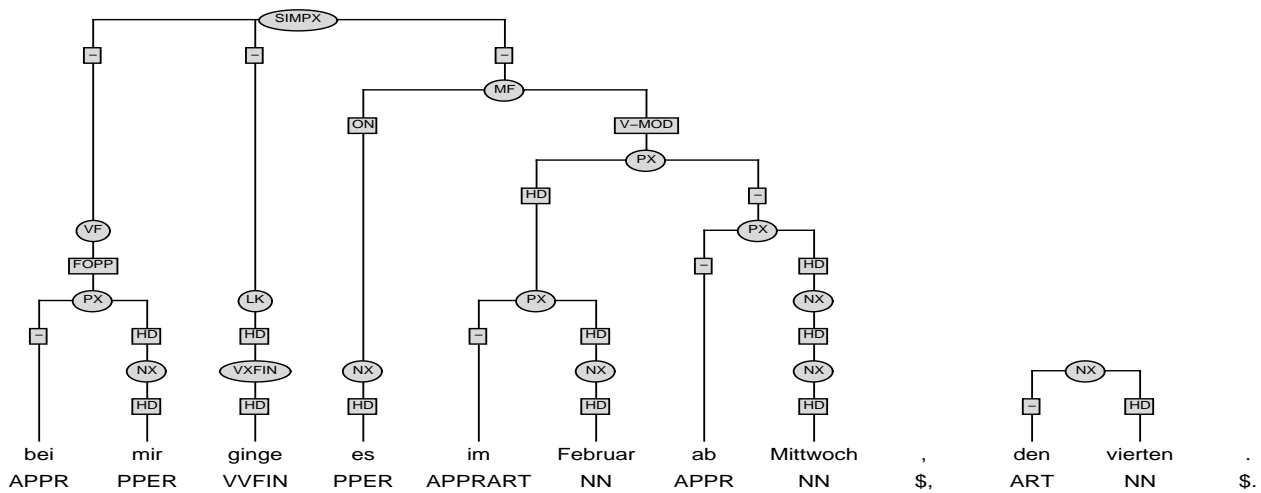 SIMPX
– – –
MF
ON V–MOD
PX
HD –
VF PX
FOPP – HD
PX LK PX NX
– HD HD – HD HD
NX VXFIN NX NX NX NX
HD HD HD HD HD – HD
bei mir ginge es im Februar ab Mittwoch , den vierten .
APPR PPER VVFIN PPER APPRART NN APPR NN $, ART NN $.